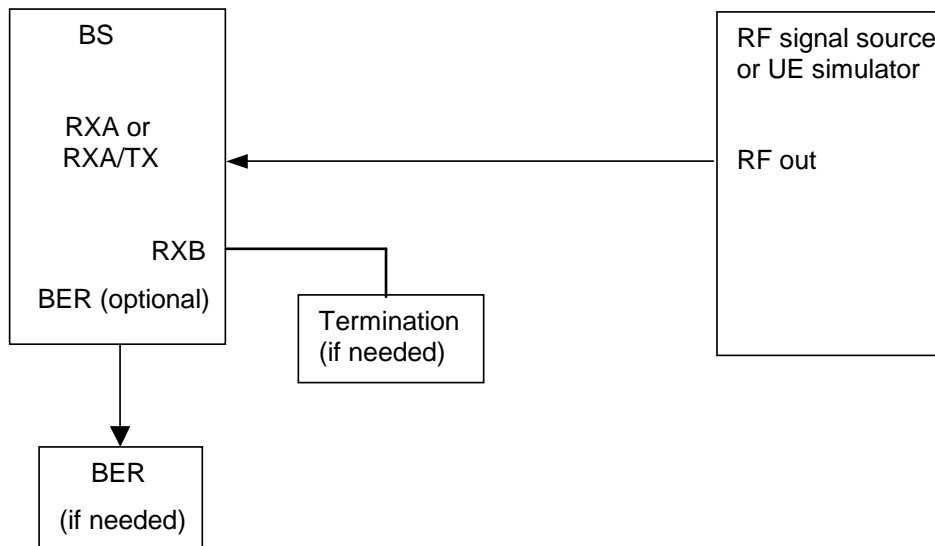 BS
RXA or
RXA/TX
RXB
BER (optional)
RF signal source
or UE simulator
RF out
Termination
(if needed)
BER
(if needed)